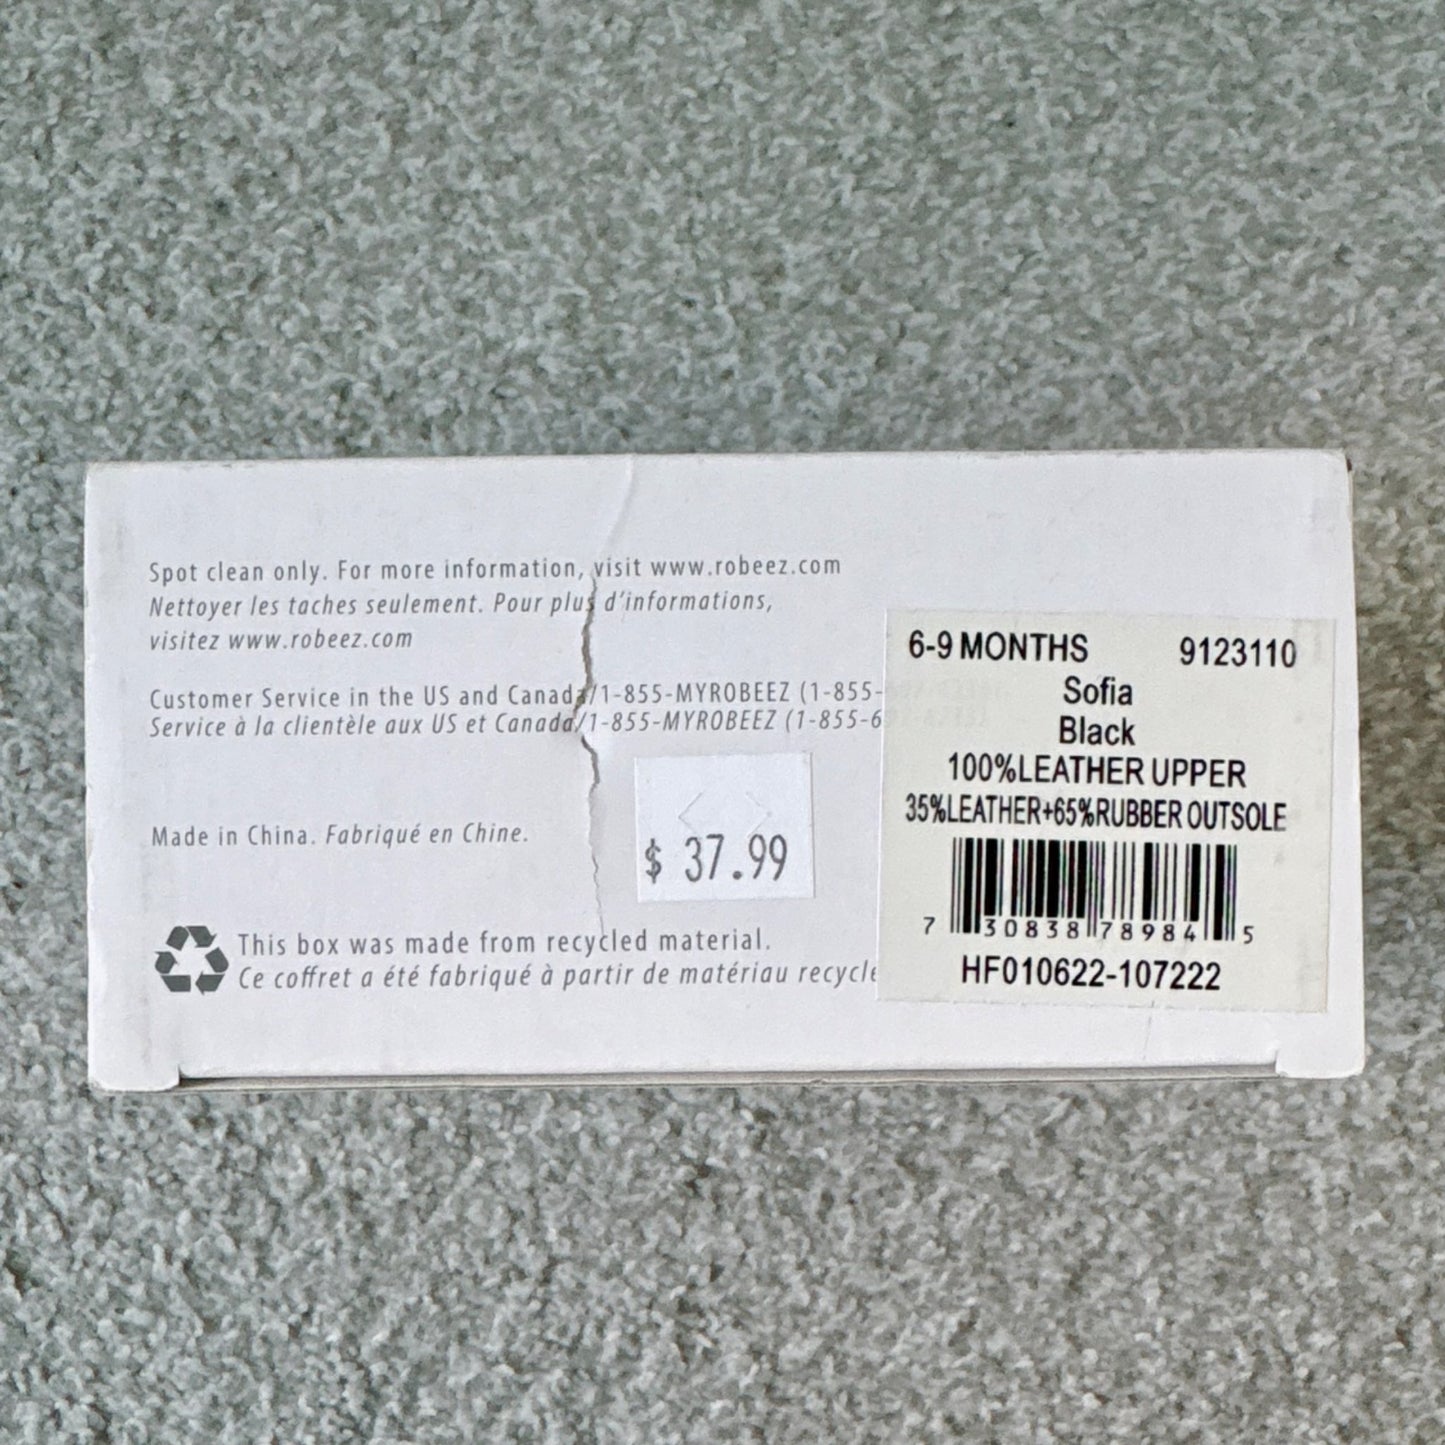 Spot clean only. For more information, visit www.robeez.com
Nettoyer les taches seulement. Pour plus d'informations,
visitez www.robeez.com
Customer Service in the US and Canada/1-855-MYROBEEZ (1-855-
Service à la clientèle aux US et Canada/1-855-MYROBEEZ (1-855-6
Made in China. Fabriqué en Chine.
$ 37.99
This box was made from recycled material.
Ce coffret a été fabriqué à partir de matériau recyclé
6-9 MONTHS 9123110
Sofia
Black
100%LEATHER UPPER
35%LEATHER+65%RUBBER OUTSOLE
7 30838 78984 5
HF010622-107222